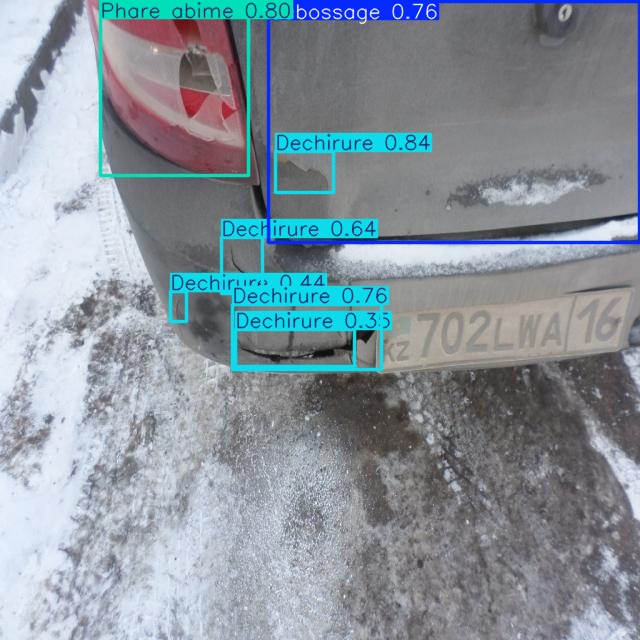 Phare abime 0.80
bossage 0.76
Dechirure 0.84
Dechirure 0.64
Dechirure 0.44
Dechirure 0.76
Dechirure 0.35
KZ 702LWA 16